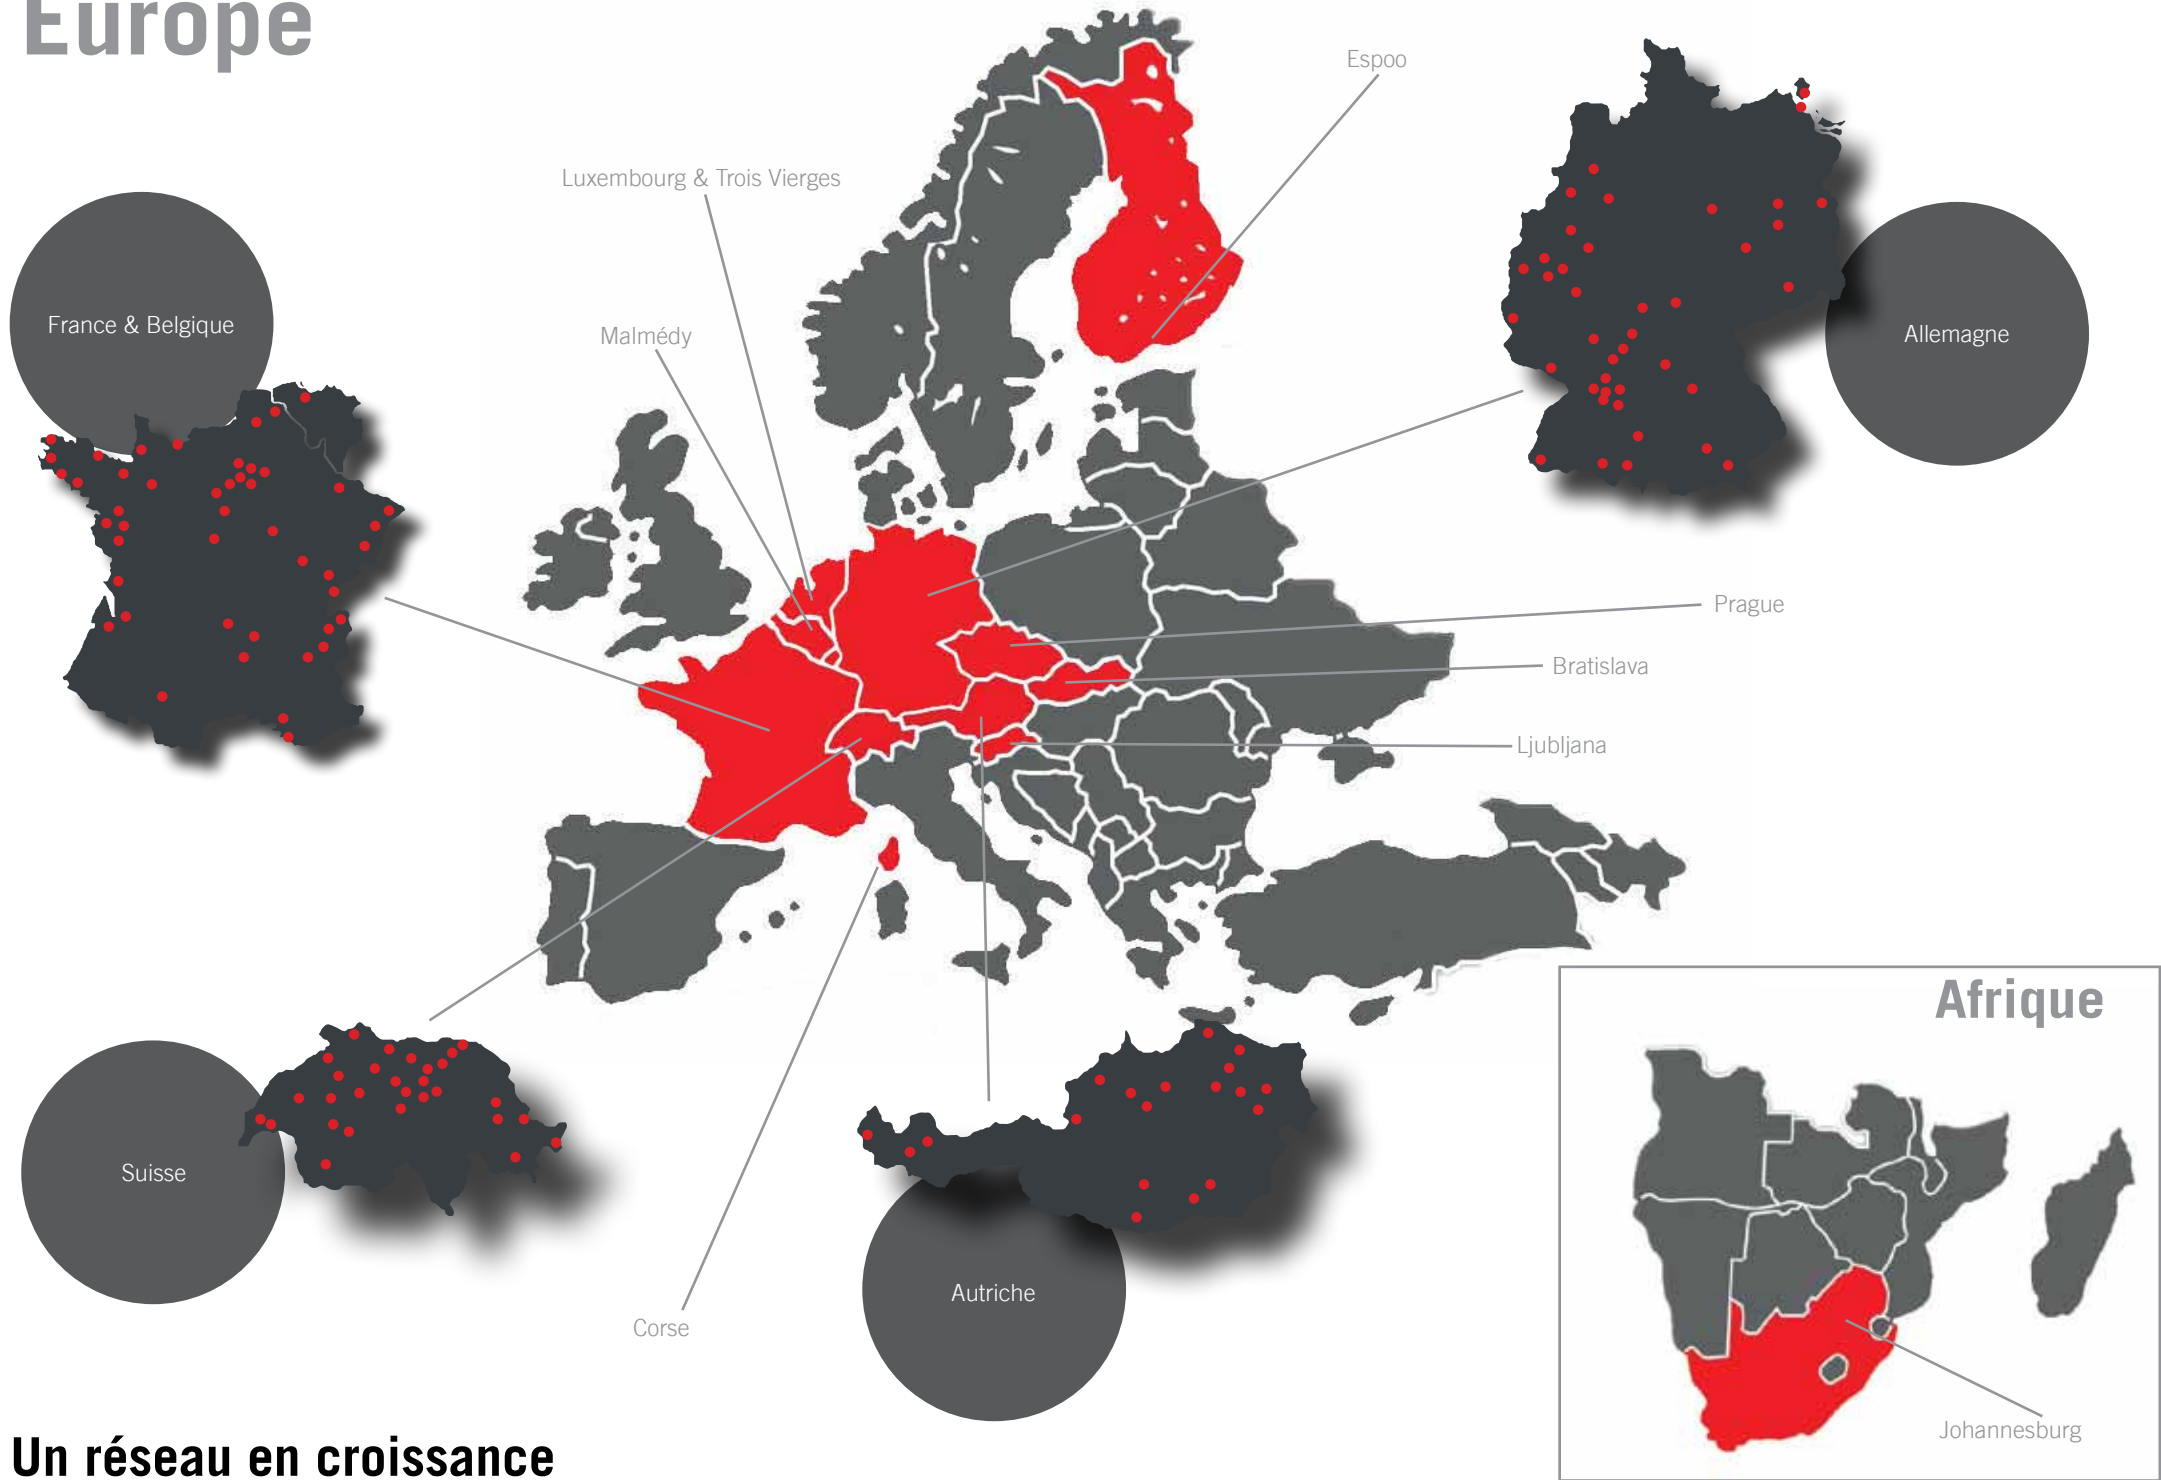 Europe
Espoo
Luxembourg & Trois Vierges
France & Belgique
Malmédy
Allemagne
Prague
Bratislava
Ljubljana
Afrique
Suisse
Autriche
Corse
Johannesburg
Un réseau en croissance